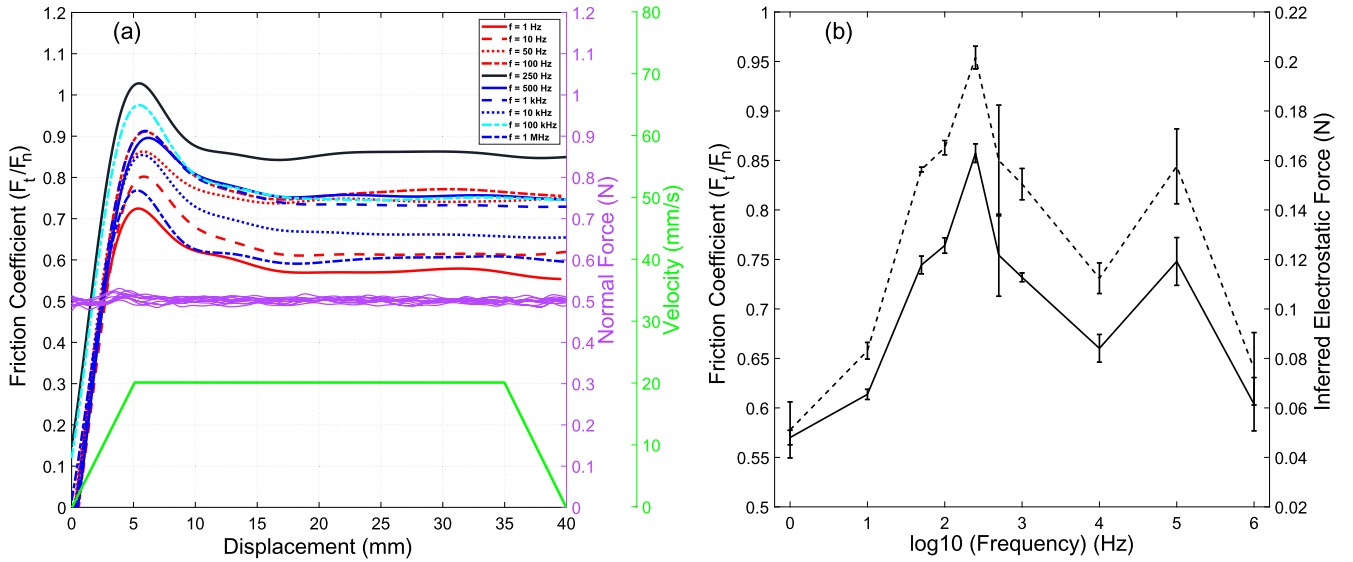 (a)
f = 1 Hz
f = 10 Hz
f = 50 Hz
f = 100 Hz
f = 250 Hz
f = 500 Hz
f = 1 kHz
f = 10 kHz
f = 100 kHz
f = 1 MHz
Friction Coefficient (Ft/Fn)
1.2
1.1
1
0.9
0.8
0.7
0.6
0.5
0.4
0.3
0.2
0.1
0
0 5 10 15 20 25 30 35 40
Displacement (mm)
1.2
1.1
1
0.9
0.8
0.7
0.6
0.5
0.4
0.3
0.2
0.1
0
Normal Force (N)
80
70
60
50
40
30
20
10
0
Velocity (mm/s)
(b)
Friction Coefficient (Ft/Fn)
1
0.95
0.9
0.85
0.8
0.75
0.7
0.65
0.6
0.55
0.5
0 1 2 3 4 5 6
log10 (Frequency) (Hz)
0.22
0.2
0.18
0.16
0.14
0.12
0.1
0.08
0.06
0.04
0.02
Inferred Electrostatic Force (N)